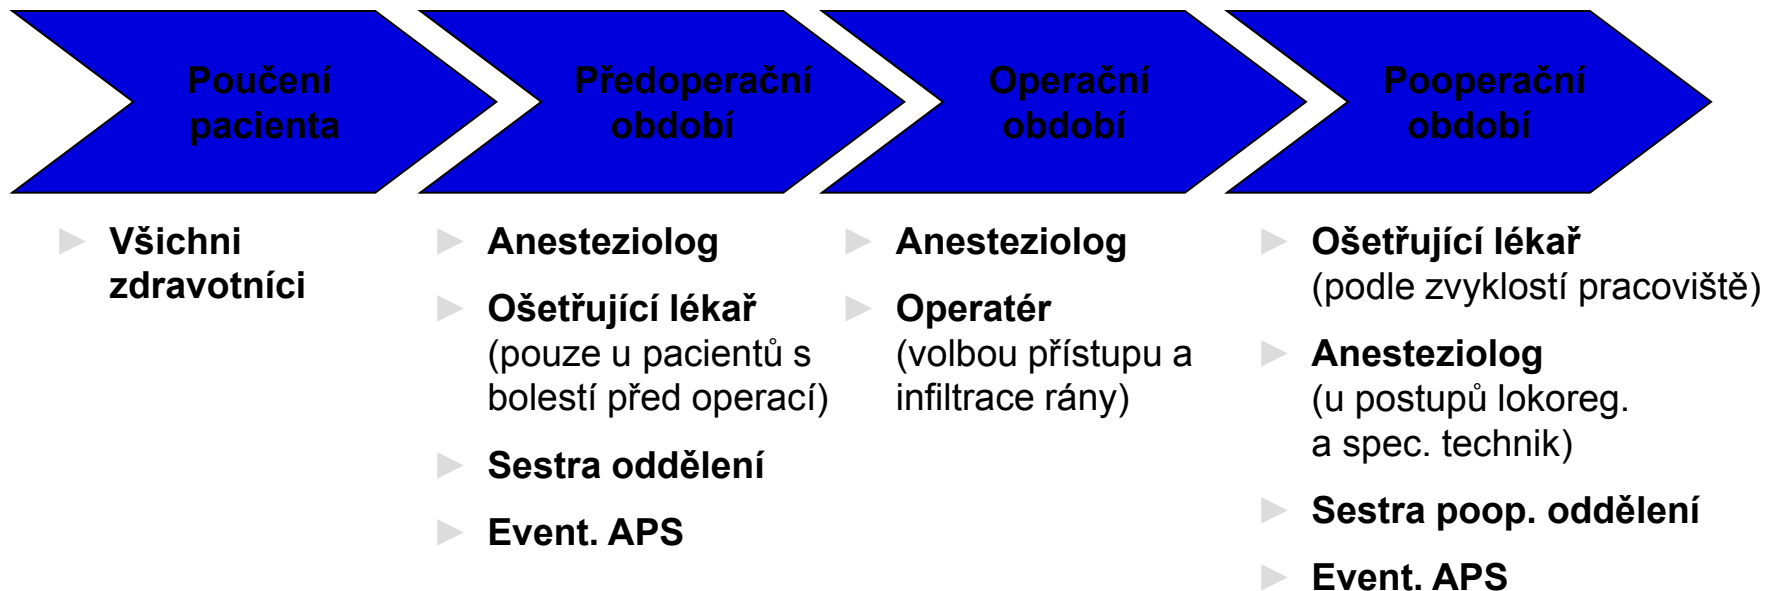 Poučení
pacienta
Předoperační
období
Operační
období
Pooperační
období
Všichni
zdravotníci
Anesteziolog
Ošetřující lékař
(pouze u pacientů s
bolestí před operací)
Sestra oddělení
Event. APS
Anesteziolog
Operatér
(volbou přístupu a
infiltrace rány)
Ošetřující lékař
(podle zvyklostí pracoviště)
Anesteziolog
(u postupů lokoreg.
a spec. technik)
Sestra poop. oddělení
Event. APS